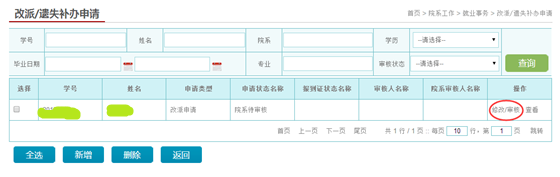 改派/遗失补办申请
首页 > 院系工作 > 就业事务 > 改派/遗失补办申请
学号 姓名 院系 学历 --请选择--
毕业日期 专业 审核状态 --请选择-- 查询
选择 学号 姓名 申请类型 申请状态名称 报到证状态名称 审核人名称 院系审核人名称 操作
改派申请 院系待审核 修改/审核 查看
首页 上一页 下一页 尾页 共 1 行 / 1 页 :: 每页 10 行, 第 1 页 跳转
全选 新增 删除 返回